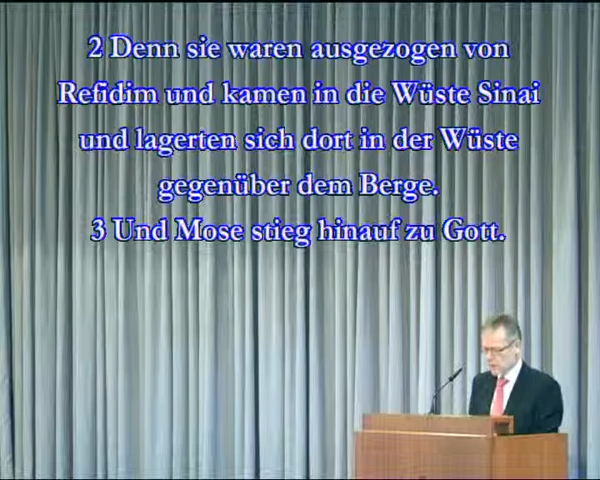 2 Denn sie waren ausgezogen von
Refidim und kamen in die Wüste Sinai
und lagerten sich dort in der Wüste
gegenüber dem Berge.
3 Und Mose stieg hinauf zu Gott.